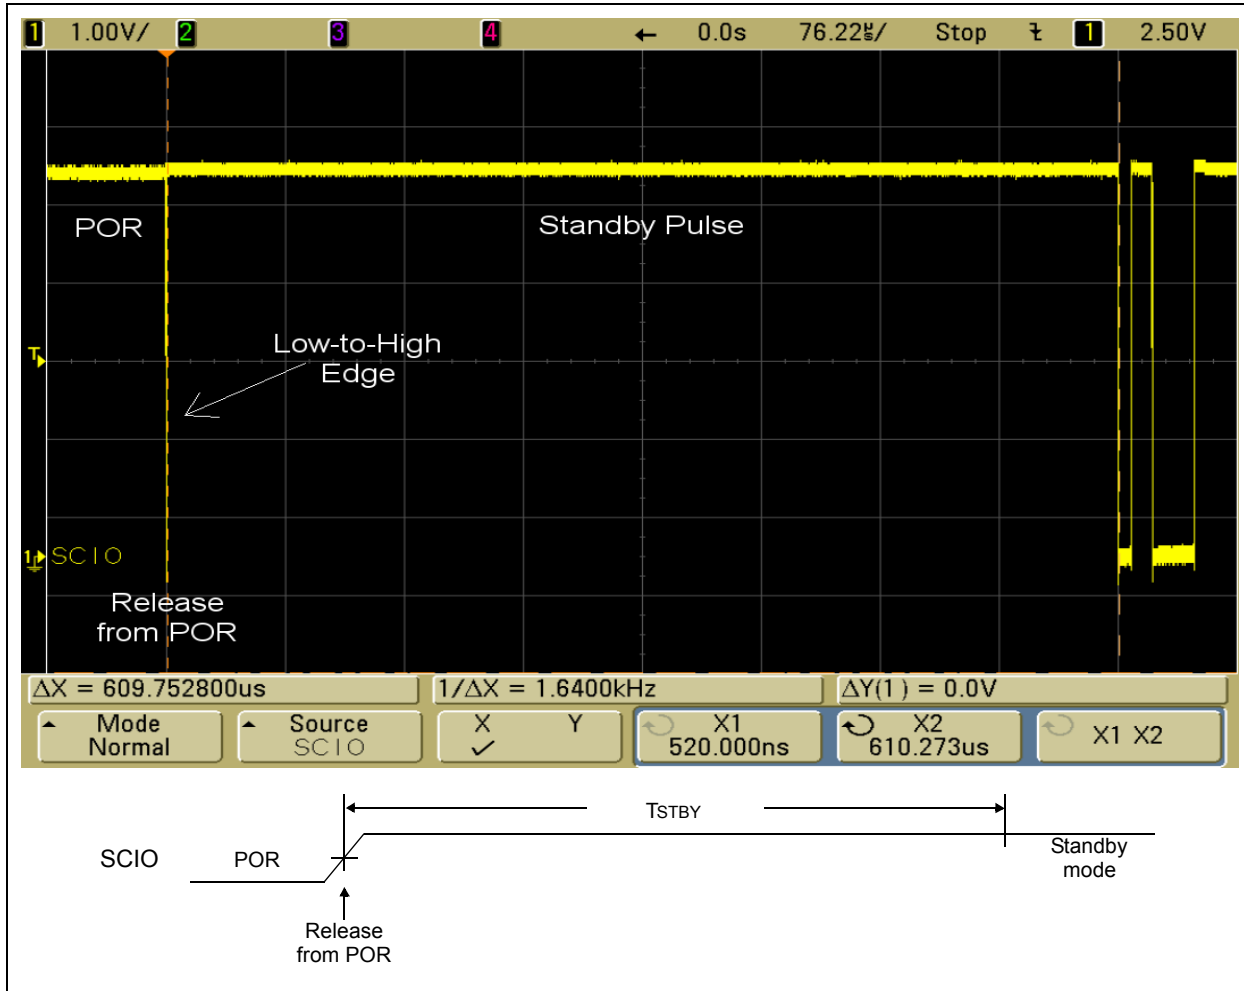 1 1.00V/ 2 3 4 ← 0.0s 76.22µs/ Stop 1 2.50V
POR
Standby Pulse
Low-to-High
Edge
T
1 SCIO
Release
from POR
ΔX = 609.752800us 1/ΔX = 1.6400kHz ΔY(1) = 0.0V
Mode
Normal
Source
SCIO
X Y
✓
X1
520.000ns
X2
610.273us
X1 X2
TSTBY
SCIO
POR
Standby
mode
Release
from POR